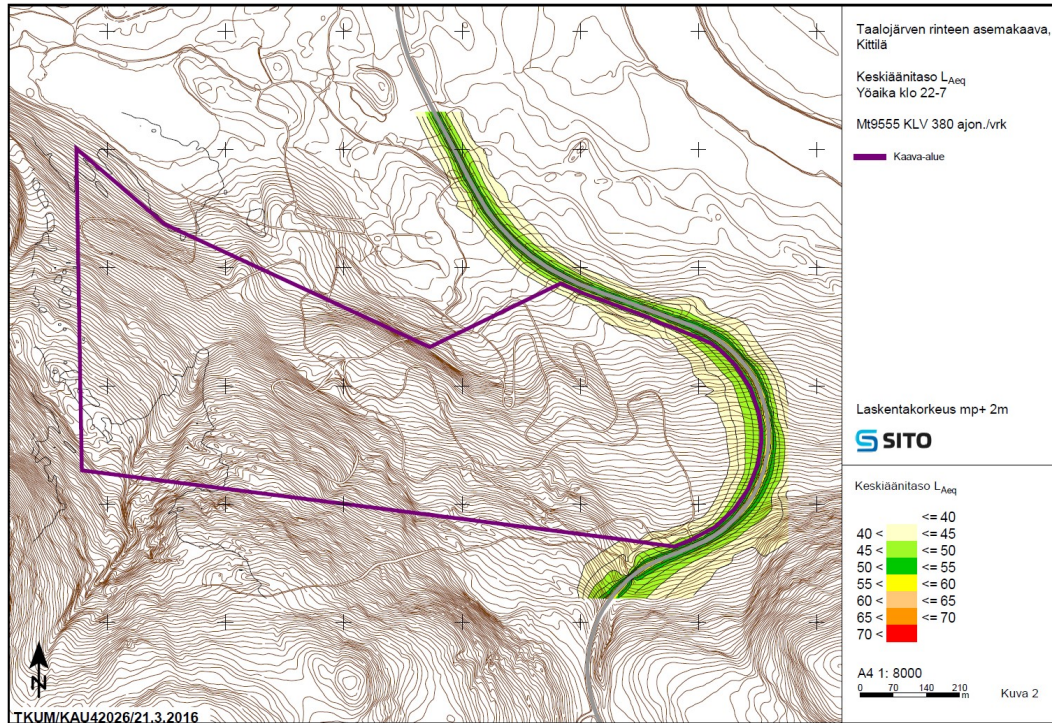 Taalojärven rinteen asemakaava,
Kittilä
Keskiäänitaso LAeq
Yöaika klo 22-7
Mt9555 KLV 380 ajon./vrk
Kaava-alue
Laskentakorkeus mp+ 2m
SITO
Keskiäänitaso LAeq
<= 40
40 < <= 45
45 < <= 50
50 < <= 55
55 < <= 60
60 < <= 65
65 < <= 70
70 <
A4 1: 8000
0 70 140 210
m
Kuva 2
N
TKUM/KAU42026/21.3.2016